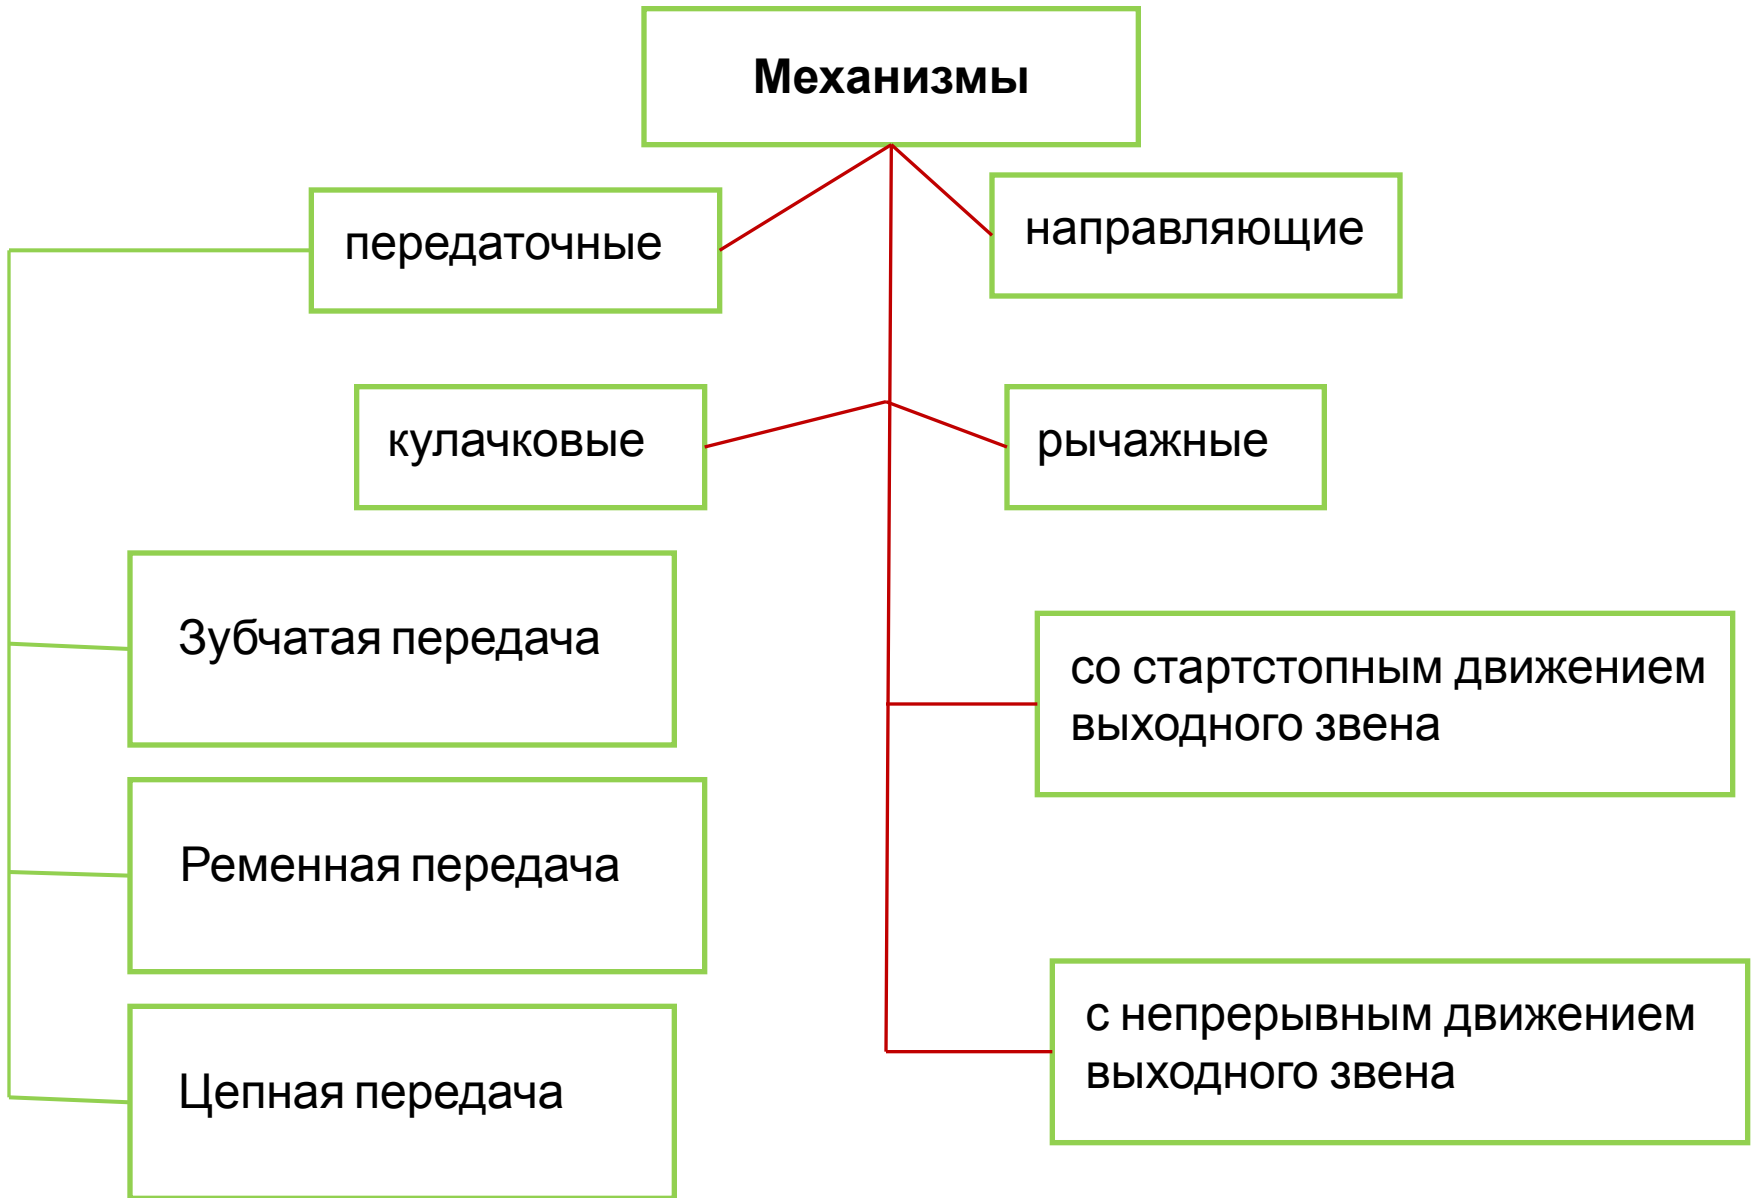 Механизмы
передаточные
направляющие
кулачковые
рычажные
Зубчатая передача
со стартстопным движением
выходного звена
Ременная передача
с непрерывным движением
выходного звена
Цепная передача